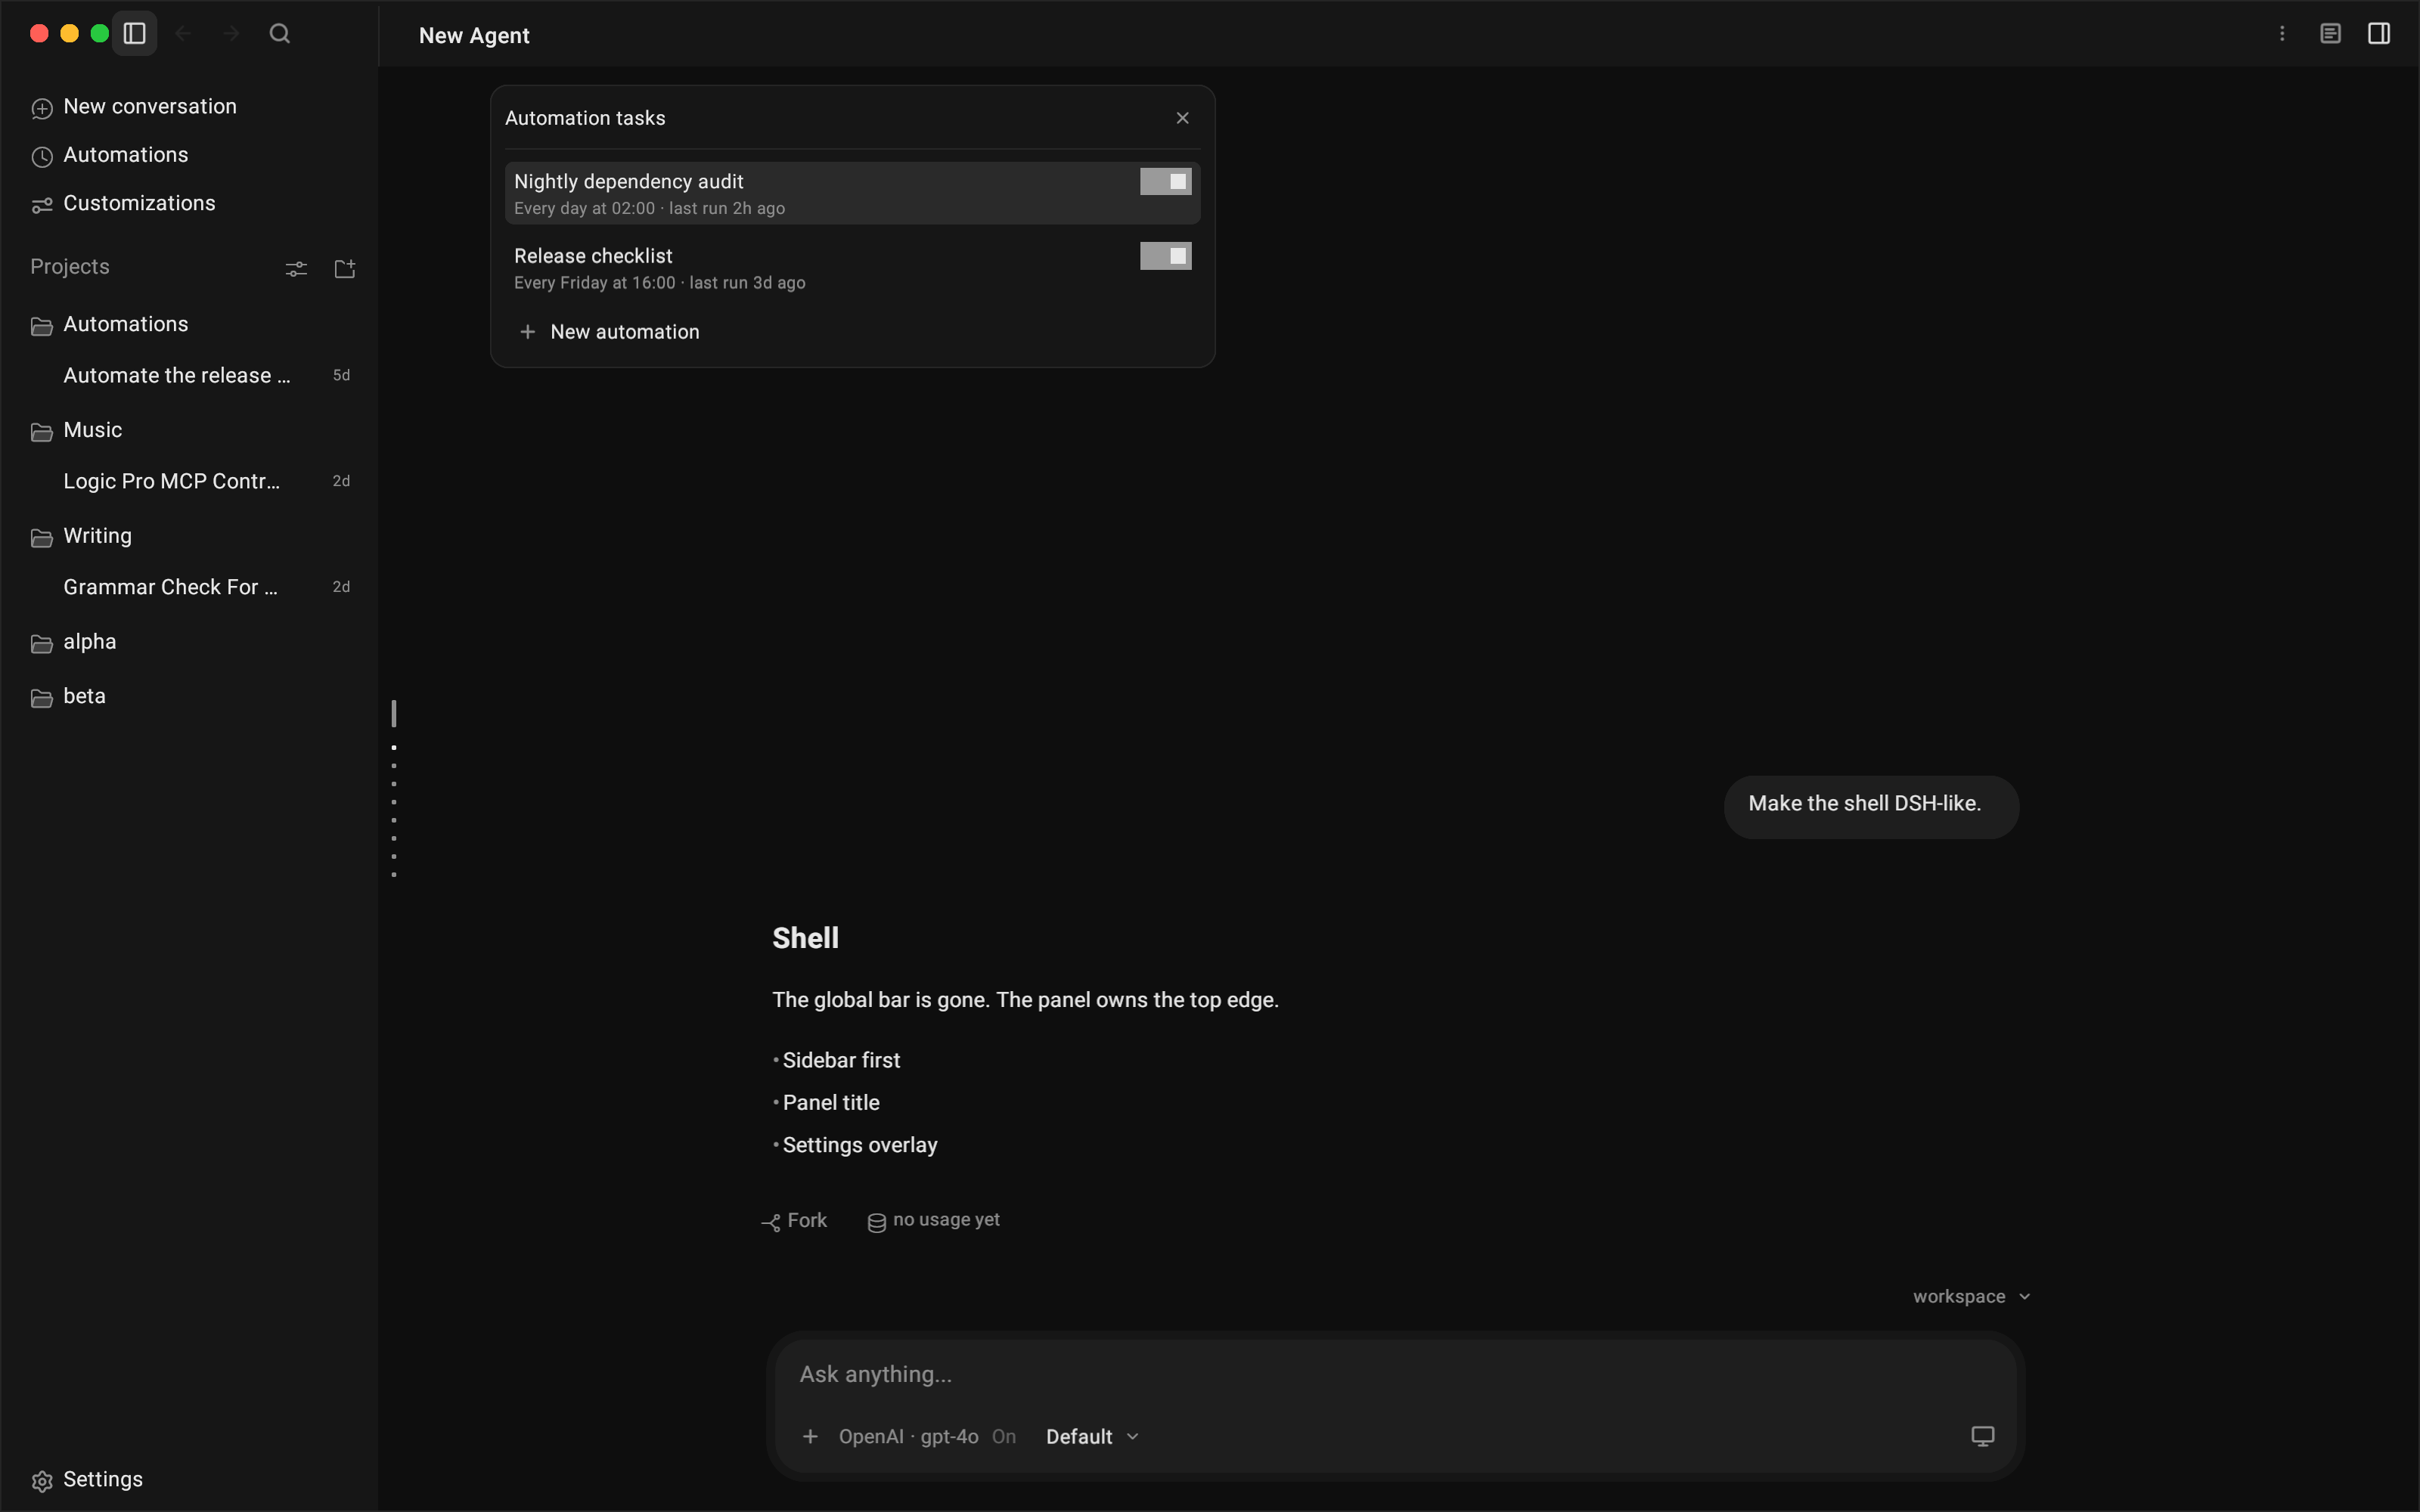 New Agent
New conversation
Automations
Customizations
Projects
Automations
Automate the release ... 5d
Music
Logic Pro MCP Contr... 2d
Writing
Grammar Check For ... 2d
alpha
beta
Settings
Automation tasks
Nightly dependency audit
Every day at 02:00 · last run 2h ago
Release checklist
Every Friday at 16:00 · last run 3d ago
New automation
Make the shell DSH-like.
Shell
The global bar is gone. The panel owns the top edge.
• Sidebar first
• Panel title
• Settings overlay
Fork no usage yet
workspace
Ask anything...
OpenAI · gpt-4o On Default